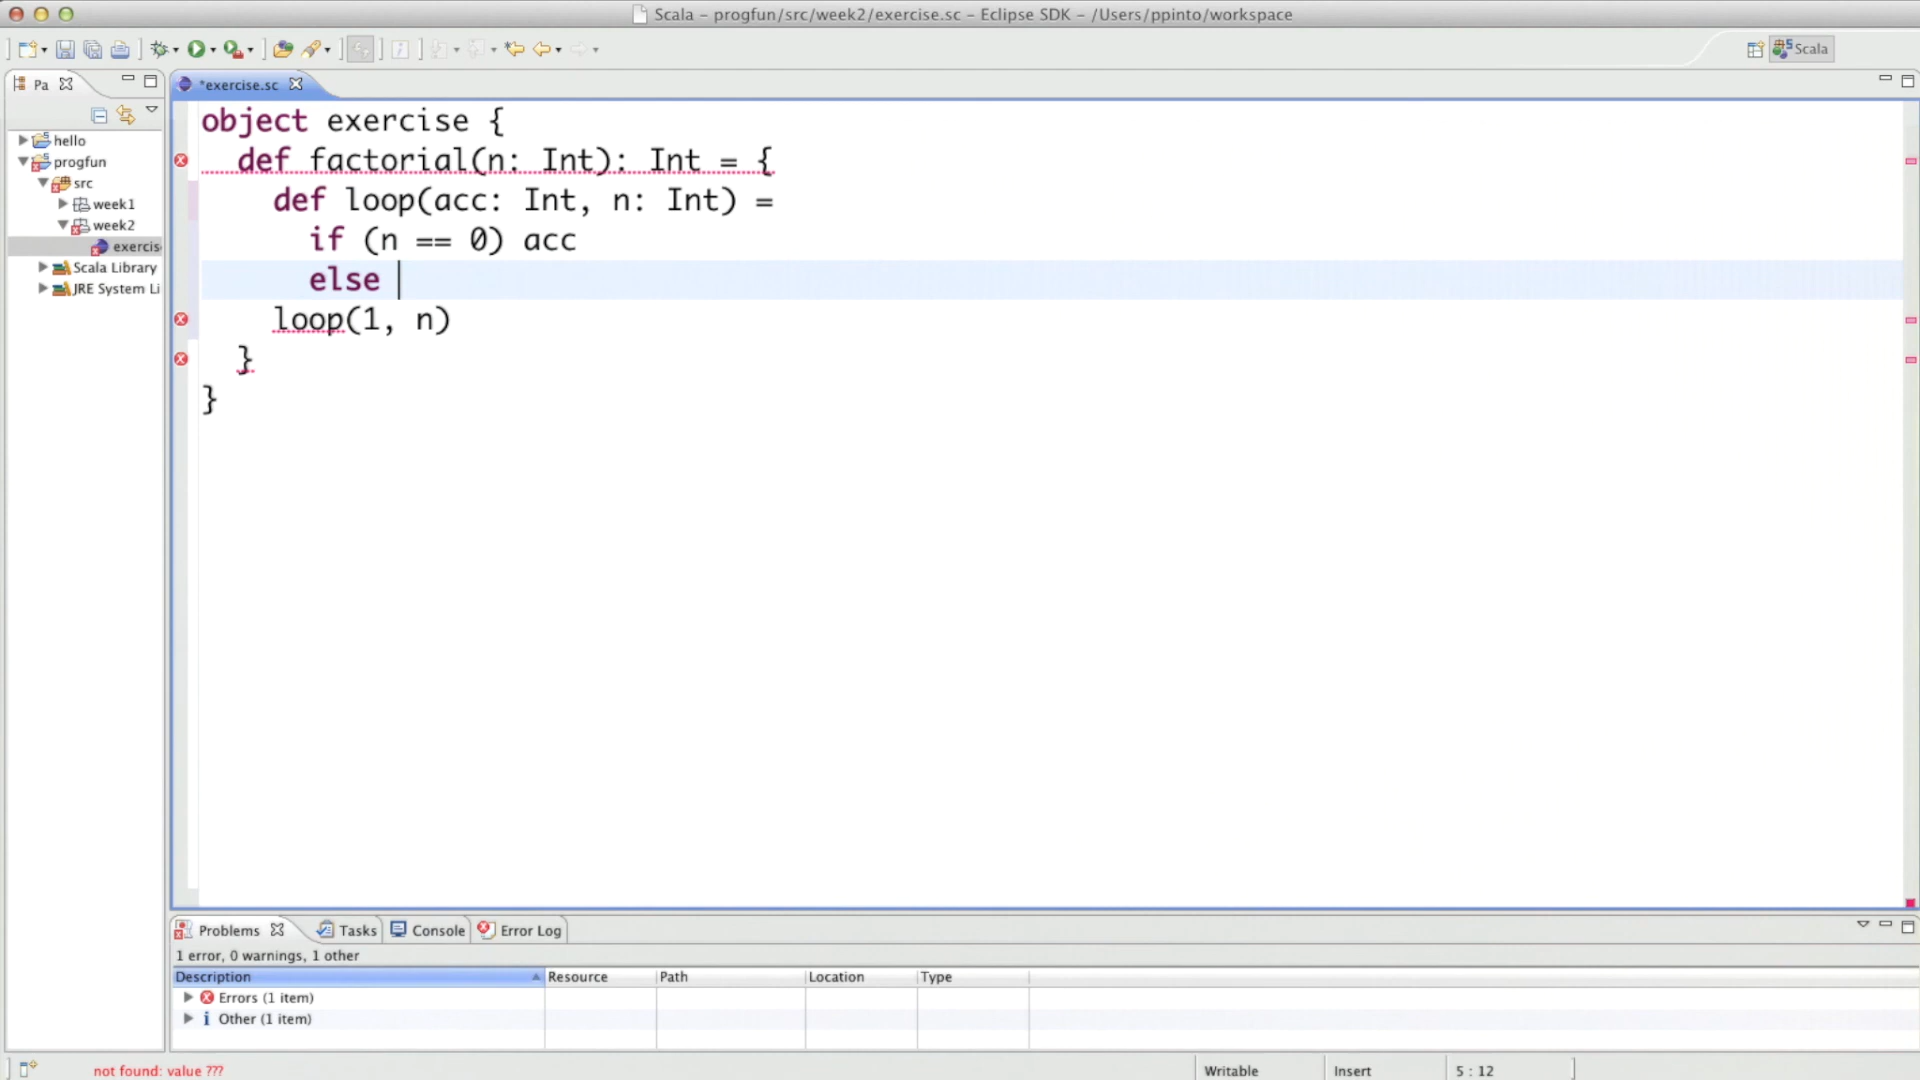 Scala – progfun/src/week2/exercise.sc – Eclipse SDK – /Users/ppinto/workspace
Scala
Pa
*exercise.sc
hello
progfun
src
week1
week2
exercis
Scala Library
JRE System Li
object exercise {
def factorial(n: Int): Int = {
def loop(acc: Int, n: Int) =
if (n == 0) acc
else
loop(1, n)
}
}
Problems Tasks Console Error Log
1 error, 0 warnings, 1 other
Description Resource Path Location Type
Errors (1 item)
Other (1 item)
not found: value ??? Writable Insert 5 : 12